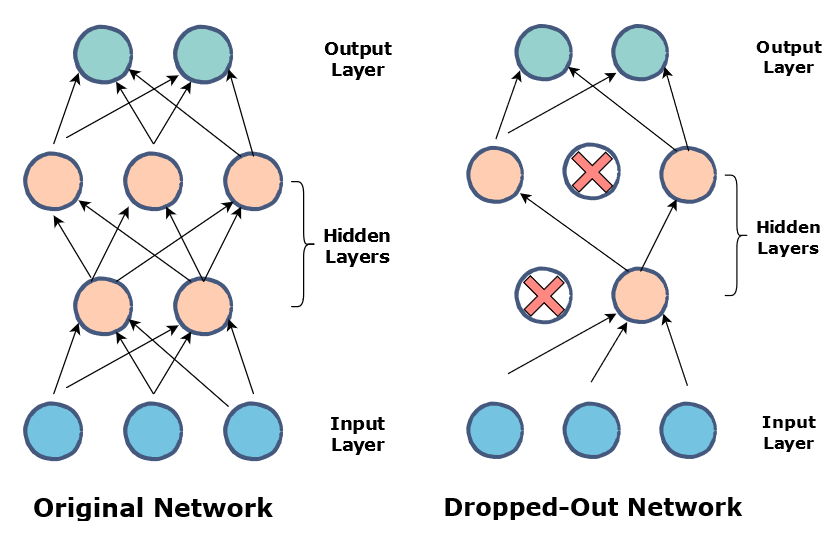 Output
Layer
Hidden
Layers
Input
Layer
Original Network
Output
Layer
Hidden
Layers
Input
Layer
Dropped-Out Network